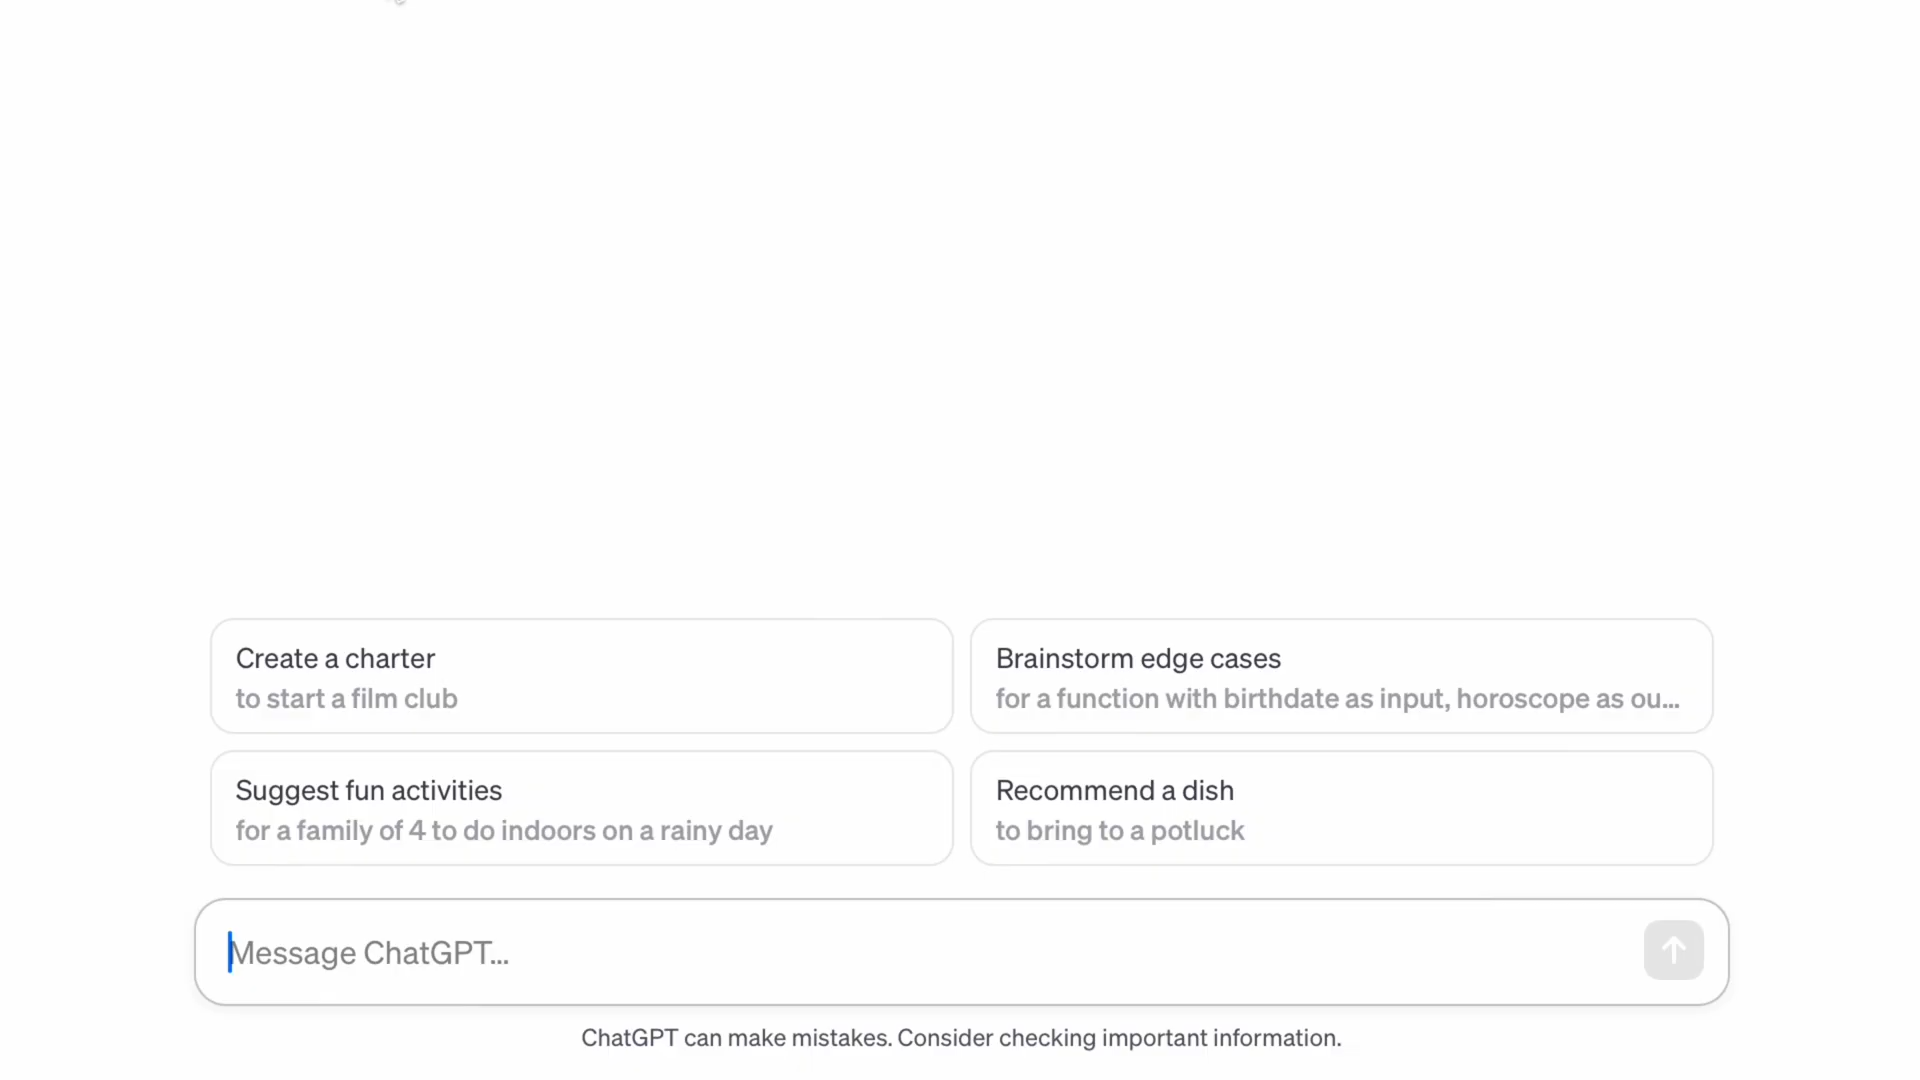 Create a charter
to start a film club
Brainstorm edge cases
for a function with birthdate as input, horoscope as ou...
Suggest fun activities
for a family of 4 to do indoors on a rainy day
Recommend a dish
to bring to a potluck
Message ChatGPT...
ChatGPT can make mistakes. Consider checking important information.